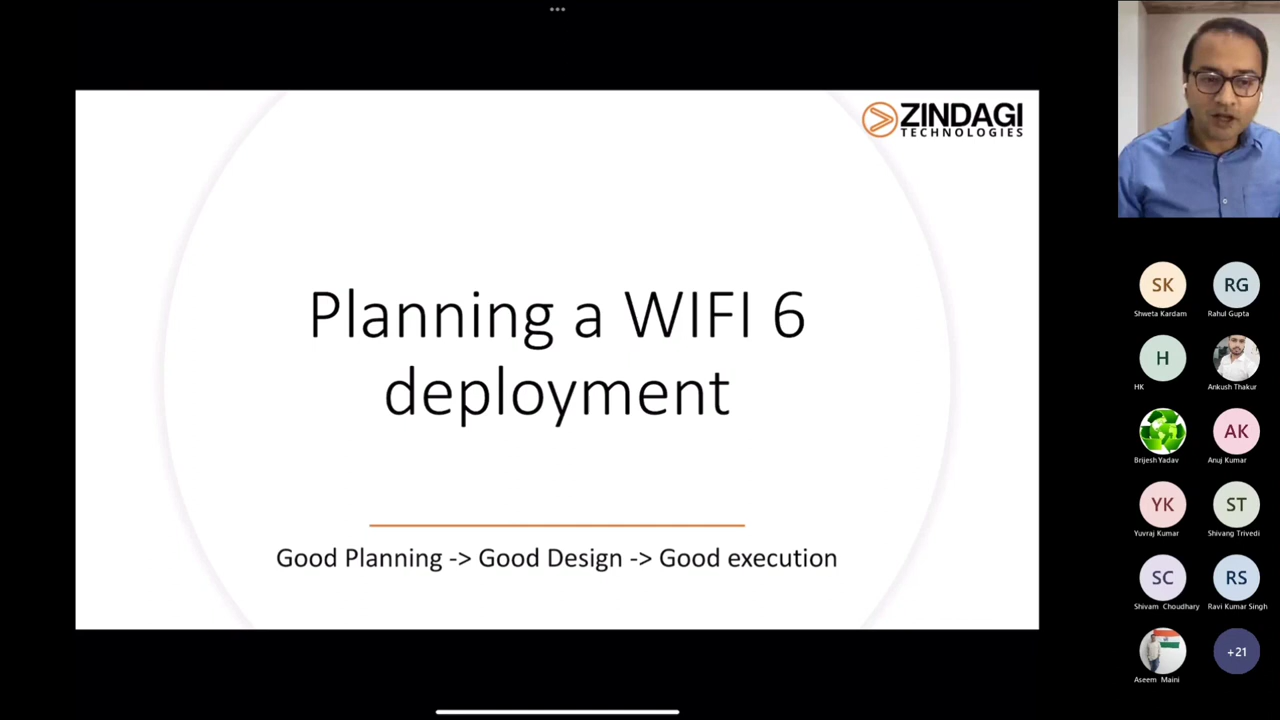 ZINDAGI
TECHNOLOGIES
Planning a WIFI 6
deployment
Good Planning -> Good Design -> Good execution
SK
RG
Shweta Kardam
Rahul Gupta
H
HK
Ankush Thakur
AK
Brijesh Yadav
Anuj Kumar
YK
ST
Yuvraj Kumar
Shivang Trivedi
SC
RS
Shivam Choudhary
Ravi Kumar Singh
+21
Aseem Maini